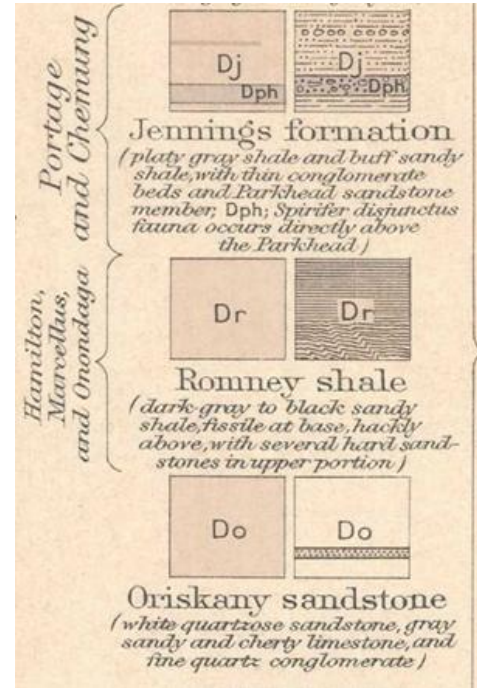 Portage
and Chemung
Dj
Dph
Dj
Dph
Jennings formation
(platy gray shale and buff sandy
shale, with thin conglomerate
beds and Parkhead sandstone
member, Dph; Spirifer disjunctus
fauna occurs directly above
the Parkhead)
Hamilton,
Marcellus,
and Onondaga
Dr
Dr
Romney shale
(dark-gray to black sandy
shale, fissile at base, hackly
above, with several hard sand-
stones in upper portion)
Do
Do
Oriskany sandstone
(white quartzose sandstone, gray
sandy and cherty limestone, and
fine quartz conglomerate)